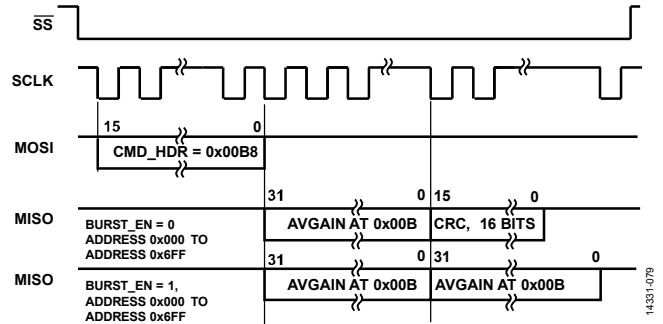 SS
SCLK
15 0
MOSI CMD_HDR = 0x00B8
31 0 15 0
MISO BURST_EN = 0 AVGAIN AT 0x00B CRC, 16 BITS
ADDRESS 0x000 TO
ADDRESS 0x6FF
31 0 31 0
MISO BURST_EN = 1, AVGAIN AT 0x00B AVGAIN AT 0x00B
ADDRESS 0x000 TO
ADDRESS 0x6FF
14331-079